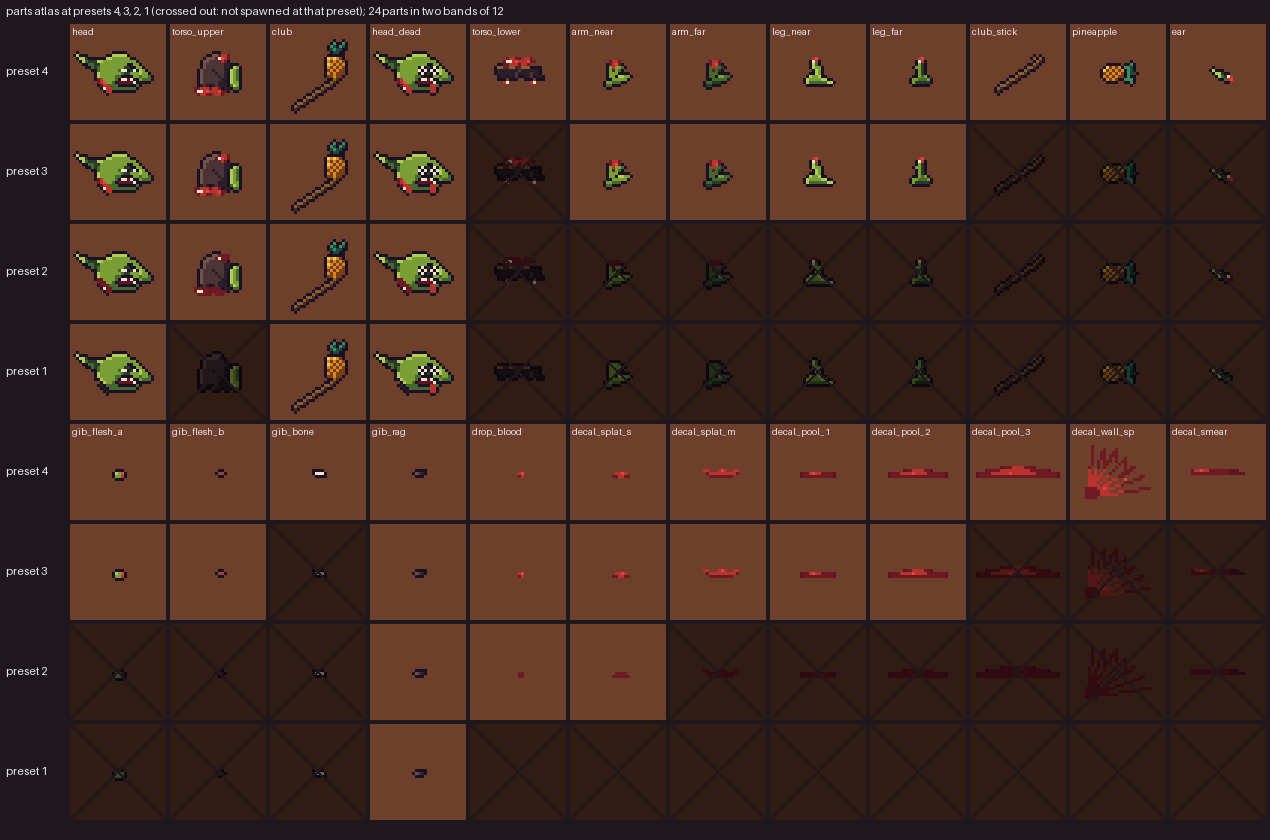 parts atlas at presets 4, 3, 2, 1 (crossed out: not spawned at that preset); 24 parts in two bands of 12
head torso_upper club head_dead torso_lower arm_near arm_far leg_near leg_far club_stick pineapple ear
preset 4
preset 3
preset 2
preset 1
gib_flesh_a gib_flesh_b gib_bone gib_rag drop_blood decal_splat_s decal_splat_m decal_pool_1 decal_pool_2 decal_pool_3 decal_wall_sp decal_smear
preset 4
preset 3
preset 2
preset 1